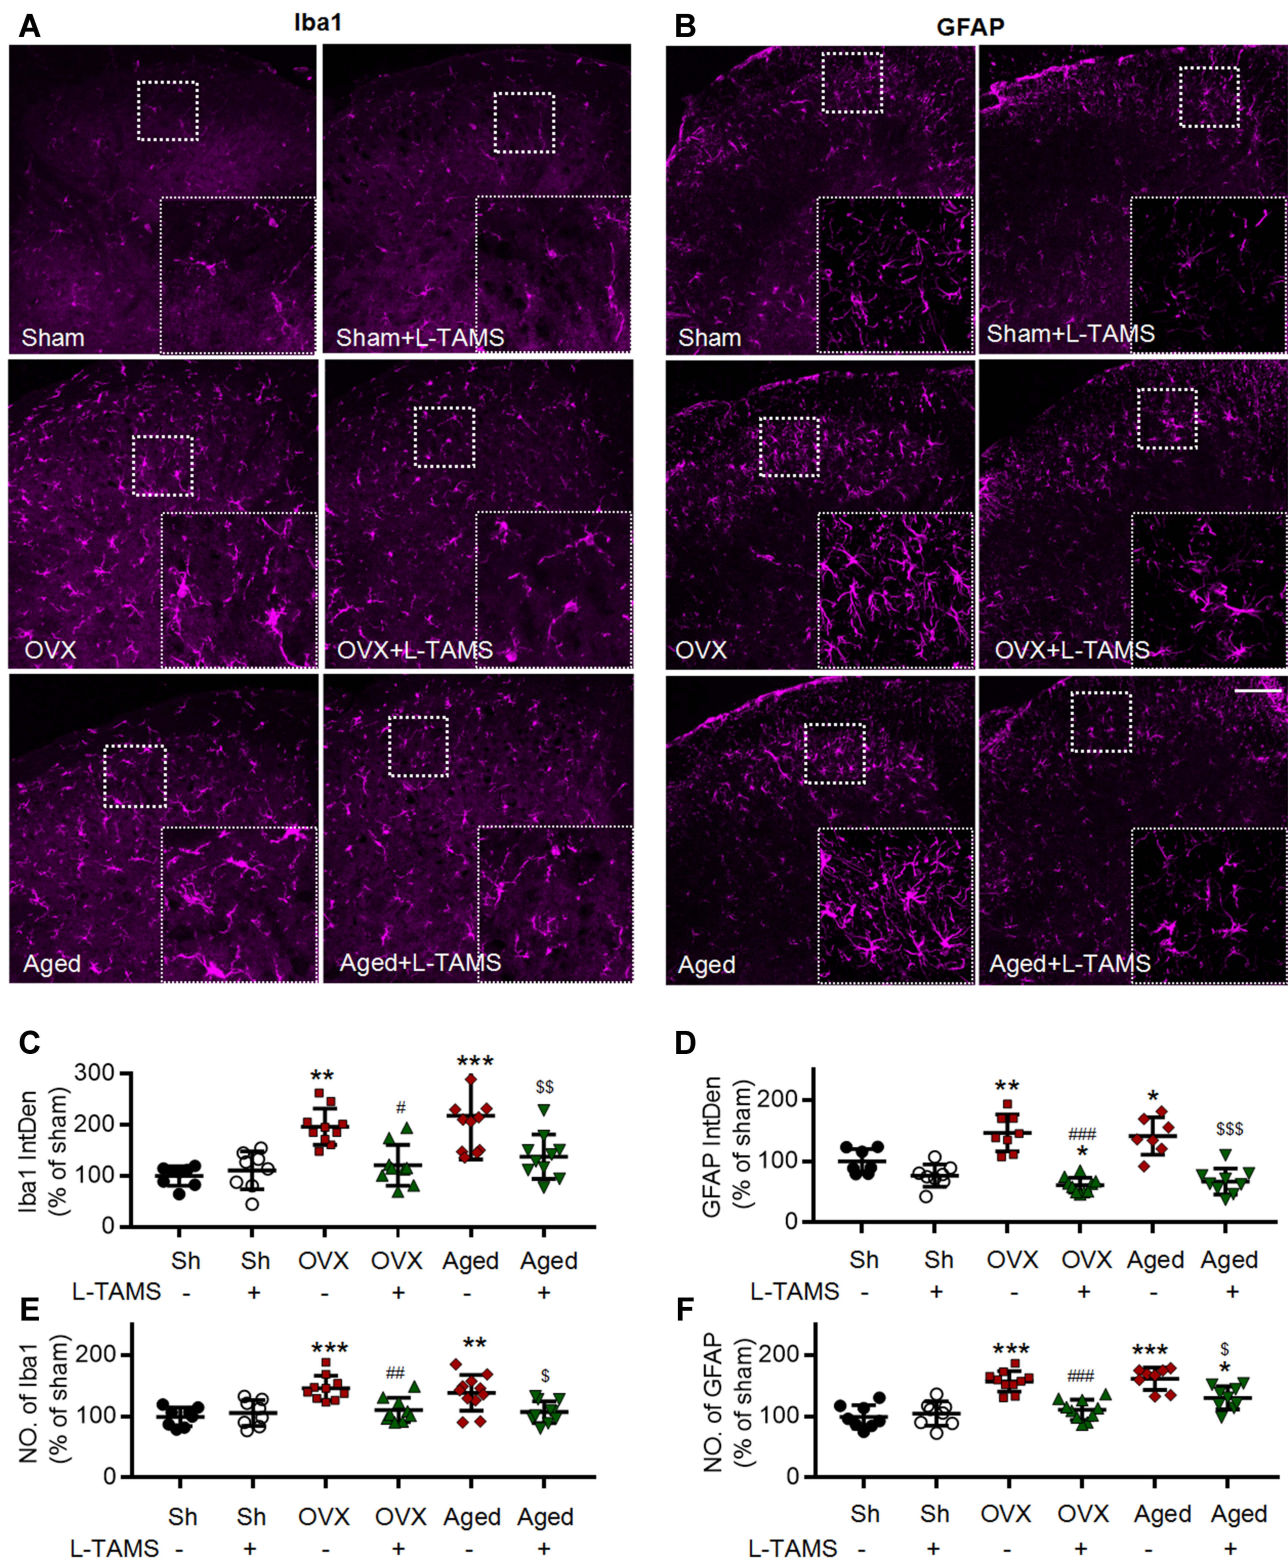 A
Iba1
B
GFAP
Sham
Sham+L-TAMS
Sham
Sham+L-TAMS
OVX
OVX+L-TAMS
OVX
OVX+L-TAMS
Aged
Aged+L-TAMS
Aged
Aged+L-TAMS
C
Iba1 IntDen
(% of sham)
300
200
100
0
**
#
***
$$
Sh Sh OVX OVX Aged Aged
L-TAMS - + - + - +
D
GFAP IntDen
(% of sham)
200
100
0
**
###
*
*
$$$
Sh Sh OVX OVX Aged Aged
L-TAMS - + - + - +
E
NO. of Iba1
(% of sham)
200
100
0
***
##
**
$
Sh Sh OVX OVX Aged Aged
L-TAMS - + - + - +
F
NO. of GFAP
(% of sham)
200
100
0
***
###
***
$
*
Sh Sh OVX OVX Aged Aged
L-TAMS - + - + - +